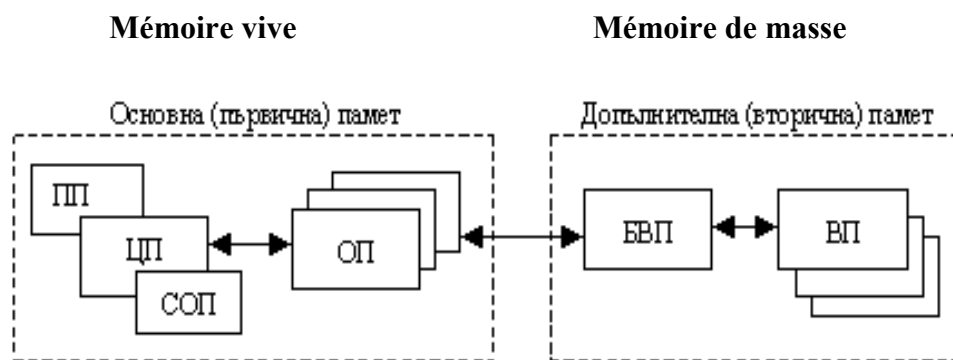 Mémoire vive
Mémoire de masse
Основна (първична) памет
Допълнителна (вторична) памет
ПП
ЦП
СОП
ОП
БВП
ВП